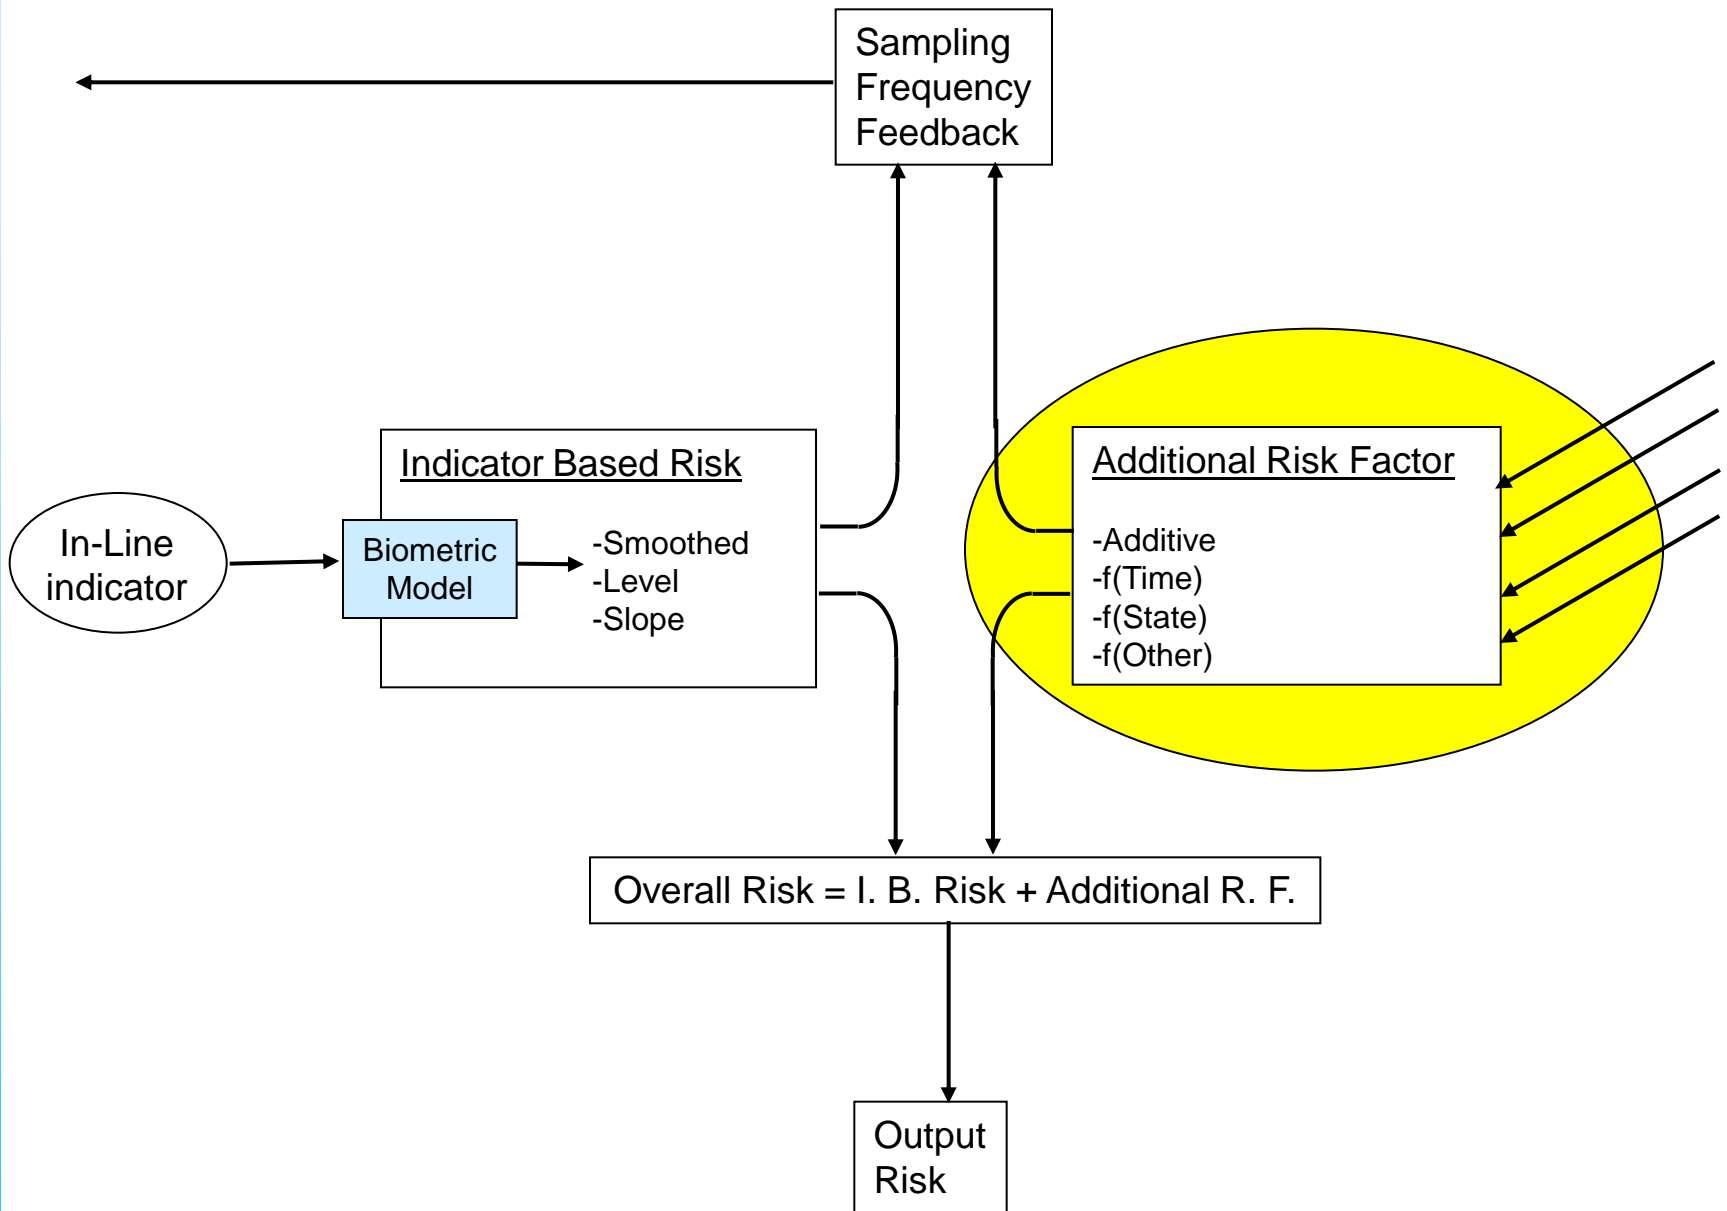 Sampling
Frequency
Feedback
Indicator Based Risk
In-Line
indicator
Biometric
Model
-Smoothed
-Level
-Slope
Additional Risk Factor
-Additive
-f(Time)
-f(State)
-f(Other)
Overall Risk = I. B. Risk + Additional R. F.
Output
Risk